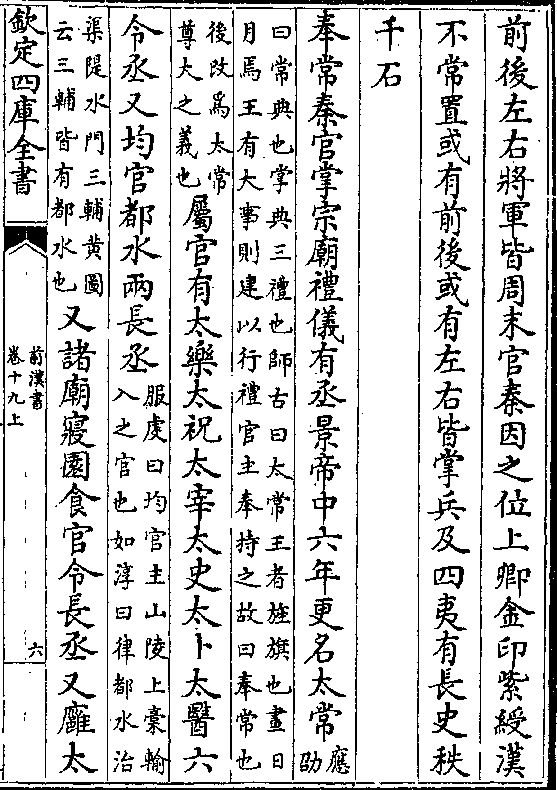 前後左右將軍皆周末官秦因之位上卿金印紫綬漢
不常置或有前後或有左右皆掌兵及四夷有長史秩
千石
奉常秦官掌宗廟禮儀有丞景帝中六年更名太常應
劭
曰常典也掌典三禮也師古曰太常王者旌旗也畫日
月焉王有大事則建以行禮官主奉持之故曰奉常也
後改為太常
尊大之義也
屬官有太樂太祝太宰太史太卜太醫六
令丞又均官都水兩長丞
服虔曰均官主山陵上稾輸
入之官也如淳曰律都水治
渠隄水門三輔黃圖
云三輔皆有都水也
又諸廟寢園食官令長丞又廱太
欽定四庫全書
前漢書
卷十九上
六